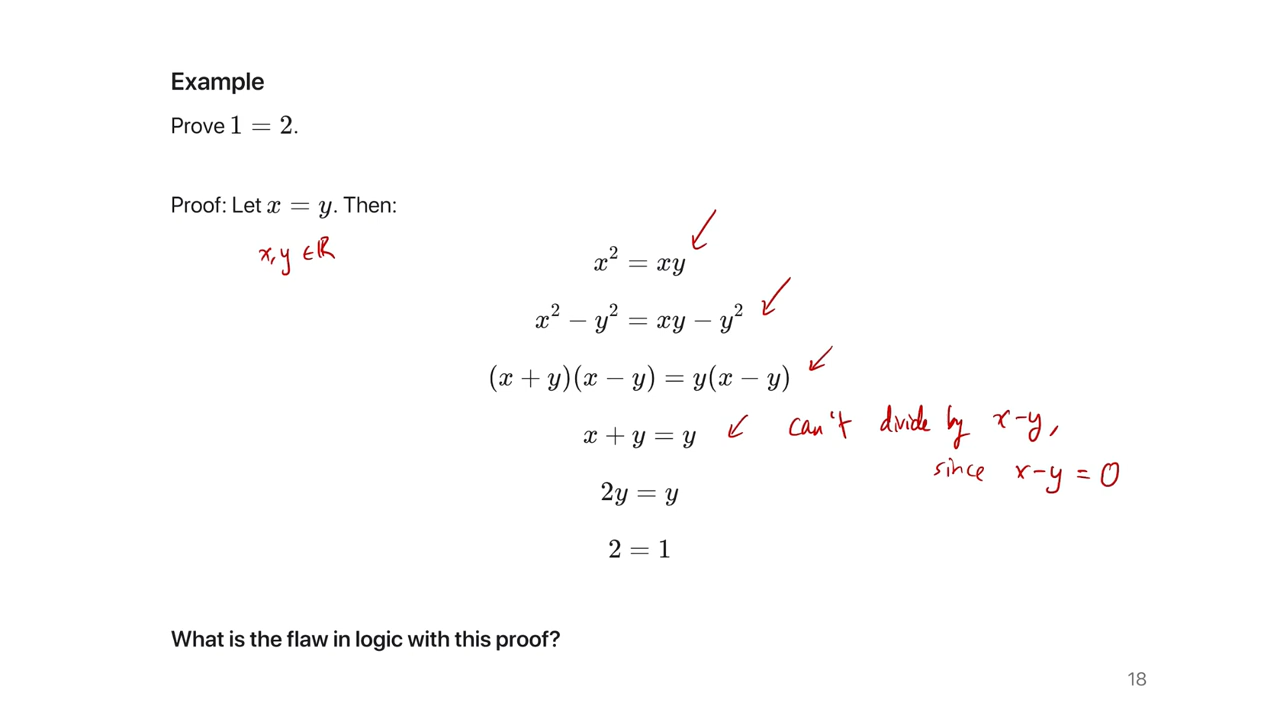 Example
Prove 1 = 2.
Proof: Let x = y. Then:
x, y ∈ ℝ
x² = xy
x² − y² = xy − y²
(x + y)(x − y) = y(x − y)
x + y = y can't divide by x-y,
since x-y = 0
2y = y
2 = 1
What is the flaw in logic with this proof?
18